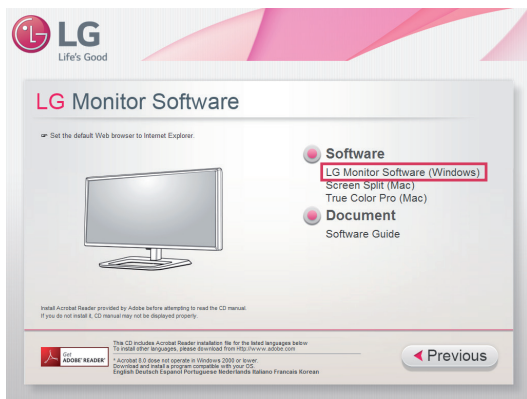 LG
Life's Good
LG Monitor Software
☞ Set the default Web browser to Internet Explorer.
Software
LG Monitor Software (Windows)
Screen Split (Mac)
True Color Pro (Mac)
Document
Software Guide
Install Acrobat Reader provided by Adobe before attempting to read the CD manual.
If you do not install it, CD manual may not be displayed properly.
Get
ADOBE® READER®
This CD includes Acrobat Reader installation file for the listed languages below
To install other languages, please download from http://www.adobe.com
* Acrobat 8.0 dose not operate in Windows 2000 or lower.
Download and install a program compatible with your OS.
English Deutsch Espanol Portuguese Nederlands Italiano Francais Korean
Previous